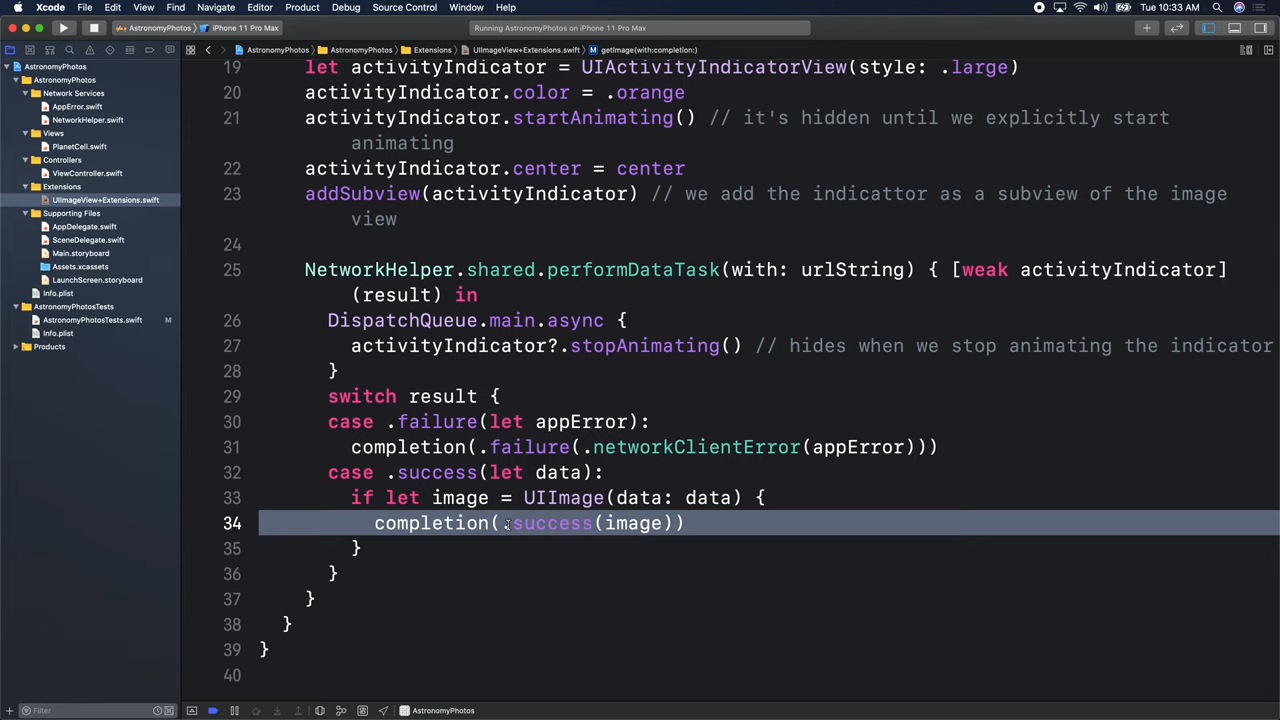 Xcode File Edit View Find Navigate Editor Product Debug Source Control Window Help Tue 10:33 AM
AstronomyPhotos iPhone 11 Pro Max Running AstronomyPhotos on iPhone 11 Pro Max
AstronomyPhotos AstronomyPhotos Extensions UIImageView+Extensions.swift getImage(with:completion:)
AstronomyPhotos
AstronomyPhotos
Network Services
AppError.swift
NetworkHelper.swift
Views
PlanetCell.swift
Controllers
ViewController.swift
Extensions
UIImageView+Extensions.swift
Supporting Files
AppDelegate.swift
SceneDelegate.swift
Main.storyboard
Assets.xcassets
LaunchScreen.storyboard
Info.plist
AstronomyPhotosTests
AstronomyPhotosTests.swift M
Info.plist
Products
19 let activityIndicator = UIActivityIndicatorView(style: .large)
20 activityIndicator.color = .orange
21 activityIndicator.startAnimating() // it's hidden until we explicitly start
animating
22 activityIndicator.center = center
23 addSubview(activityIndicator) // we add the indicattor as a subview of the image
view
24
25 NetworkHelper.shared.performDataTask(with: urlString) { [weak activityIndicator]
(result) in
26 DispatchQueue.main.async {
27 activityIndicator?.stopAnimating() // hides when we stop animating the indicator
28 }
29 switch result {
30 case .failure(let appError):
31 completion(.failure(.networkClientError(appError)))
32 case .success(let data):
33 if let image = UIImage(data: data) {
34 completion(.success(image))
35 }
36 }
37 }
38 }
39 }
40
Filter AstronomyPhotos